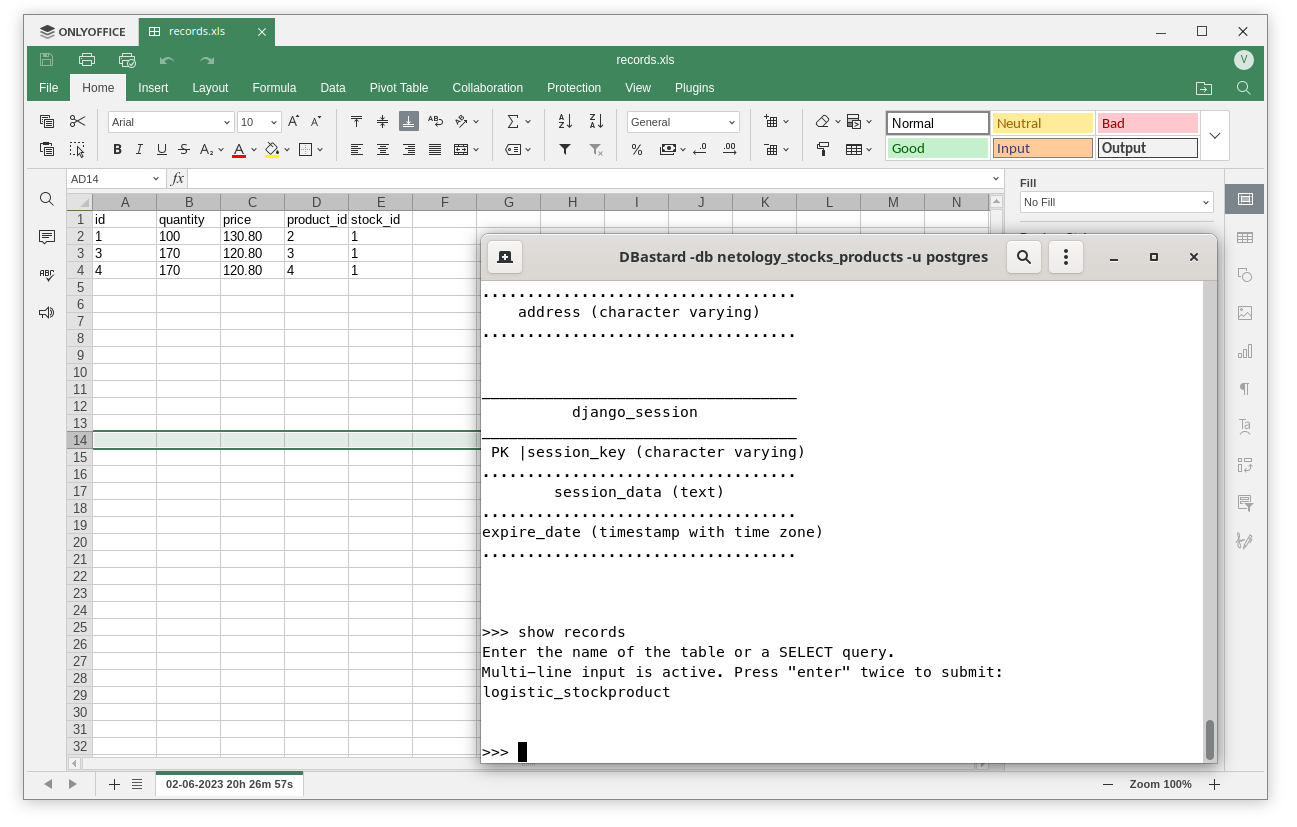 ONLYOFFICE records.xls
records.xls V
File Home Insert Layout Formula Data Pivot Table Collaboration Protection View Plugins
Arial 10 General Normal Neutral Bad
Good Input Output
AD14 fx
Fill
No Fill
A B C D E F G H I J K L M N
1 id quantity price product_id stock_id
2 1 100 130.80 2 1
3 3 170 120.80 3 1
4 4 170 120.80 4 1
5
6
7
8
9
10
11
12
13
14
15
16
17
18
19
20
21
22
23
24
25
26
27
28
29
30
31
32
DBastard -db netology_stocks_products -u postgres
...................................
address (character varying)
...................................
___________________________________
django_session
___________________________________
PK |session_key (character varying)
...................................
session_data (text)
...................................
expire_date (timestamp with time zone)
...................................
>>> show records
Enter the name of the table or a SELECT query.
Multi-line input is active. Press "enter" twice to submit:
logistic_stockproduct
>>>
02-06-2023 20h 26m 57s
Zoom 100%